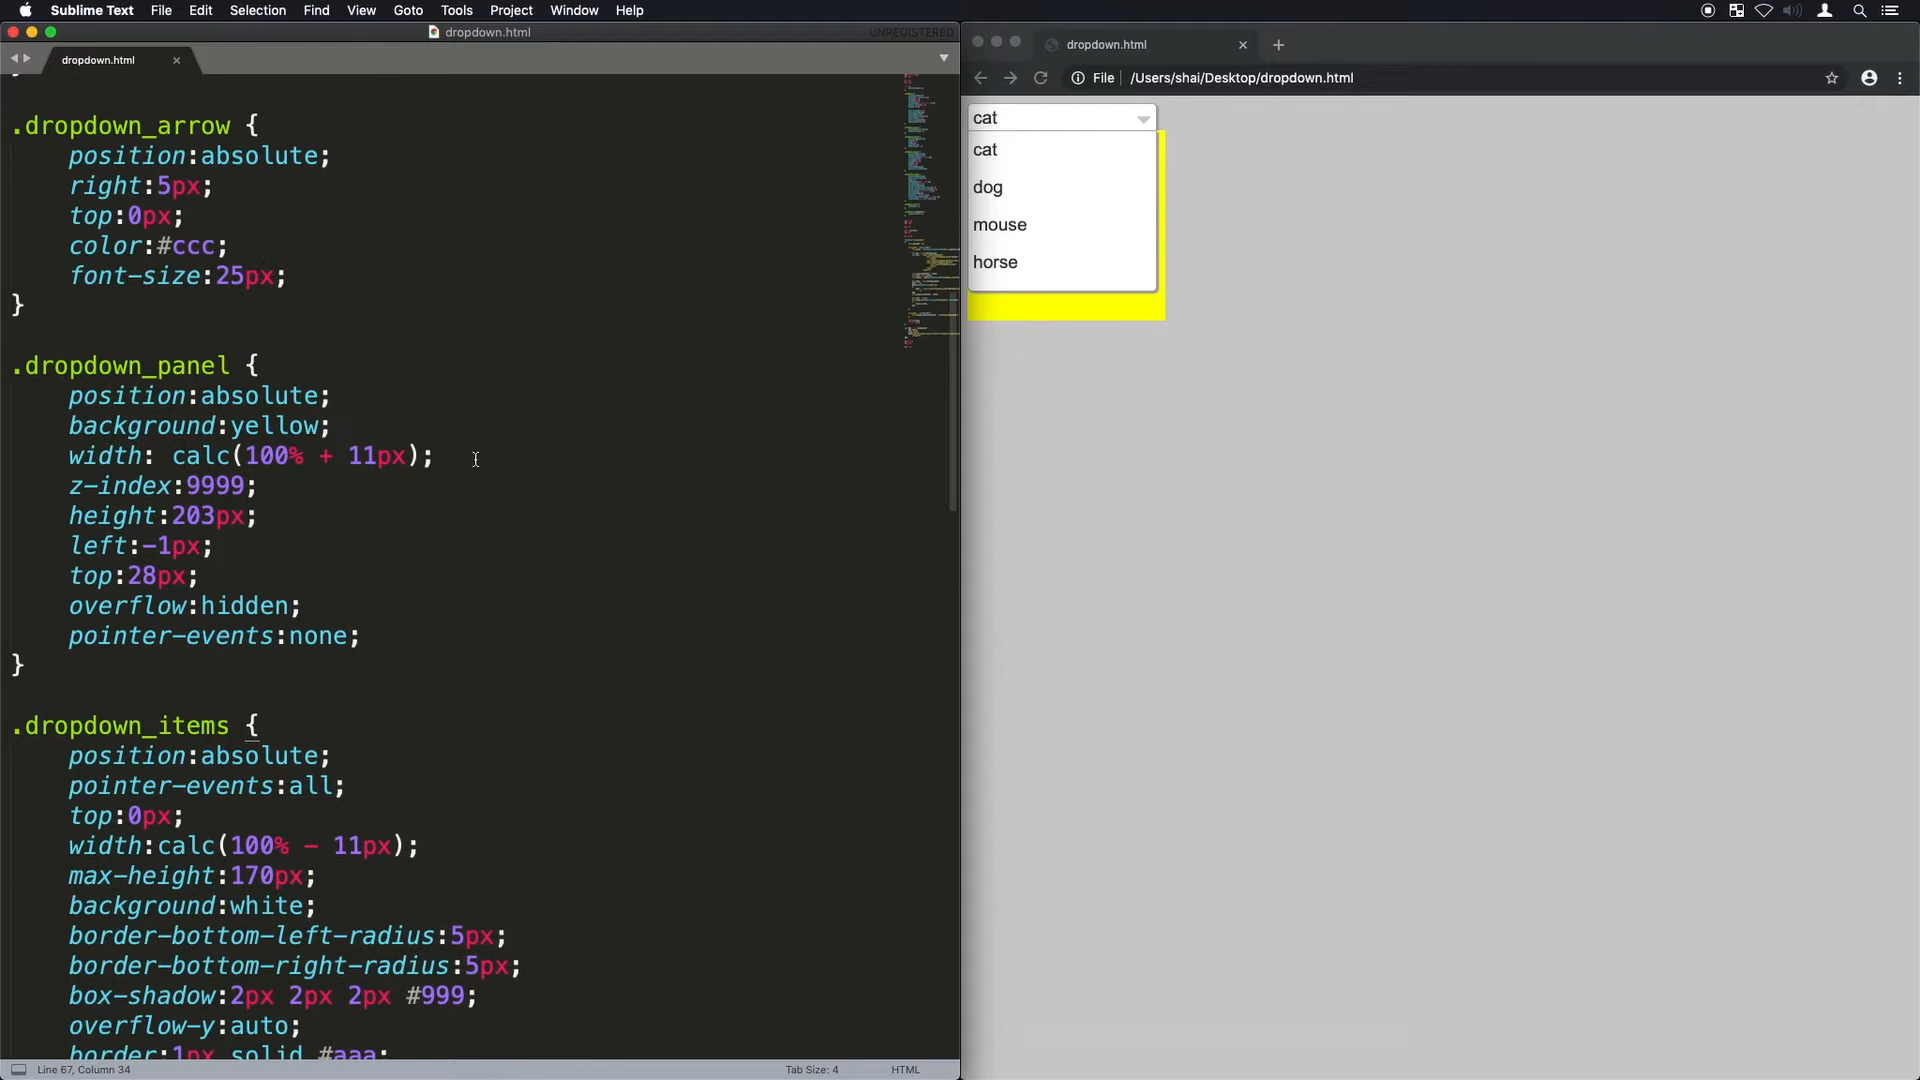 Sublime Text File Edit Selection Find View Goto Tools Project Window Help
dropdown.html
UNREGISTERED
dropdown.html
.dropdown_arrow {
position:absolute;
right:5px;
top:0px;
color:#ccc;
font-size:25px;
}
.dropdown_panel {
position:absolute;
background:yellow;
width: calc(100% + 11px);
z-index:9999;
height:203px;
left:-1px;
top:28px;
overflow:hidden;
pointer-events:none;
}
.dropdown_items {
position:absolute;
pointer-events:all;
top:0px;
width:calc(100% - 11px);
max-height:170px;
background:white;
border-bottom-left-radius:5px;
border-bottom-right-radius:5px;
box-shadow:2px 2px 2px #999;
overflow-y:auto;
border:1px solid #aaa;
Line 67, Column 34
Tab Size: 4
HTML
dropdown.html
File
/Users/shai/Desktop/dropdown.html
cat
cat
dog
mouse
horse